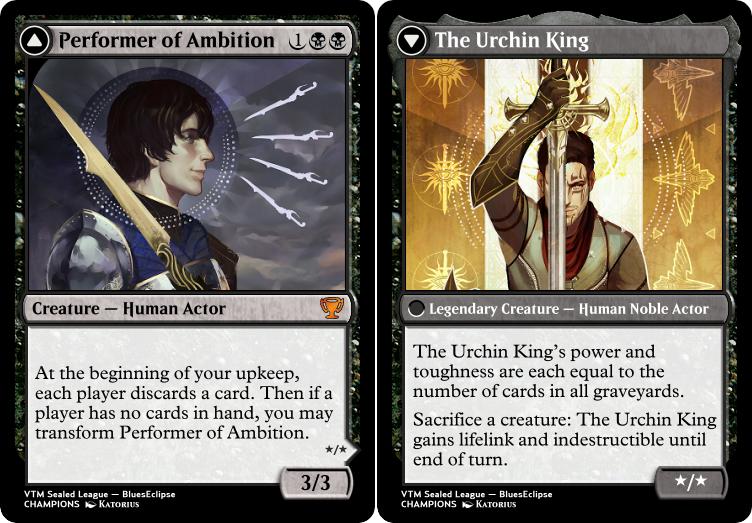 Performer of Ambition 1
Creature — Human Actor
At the beginning of your upkeep,
each player discards a card. Then if a
player has no cards in hand, you may
transform Performer of Ambition.
★/★
3/3
VTM Sealed League — BluesEclipse
CHAMPIONS Katorius
The Urchin King
Legendary Creature — Human Noble Actor
The Urchin King's power and
toughness are each equal to the
number of cards in all graveyards.
Sacrifice a creature: The Urchin King
gains lifelink and indestructible until
end of turn.
★/★
VTM Sealed League — BluesEclipse
CHAMPIONS Katorius